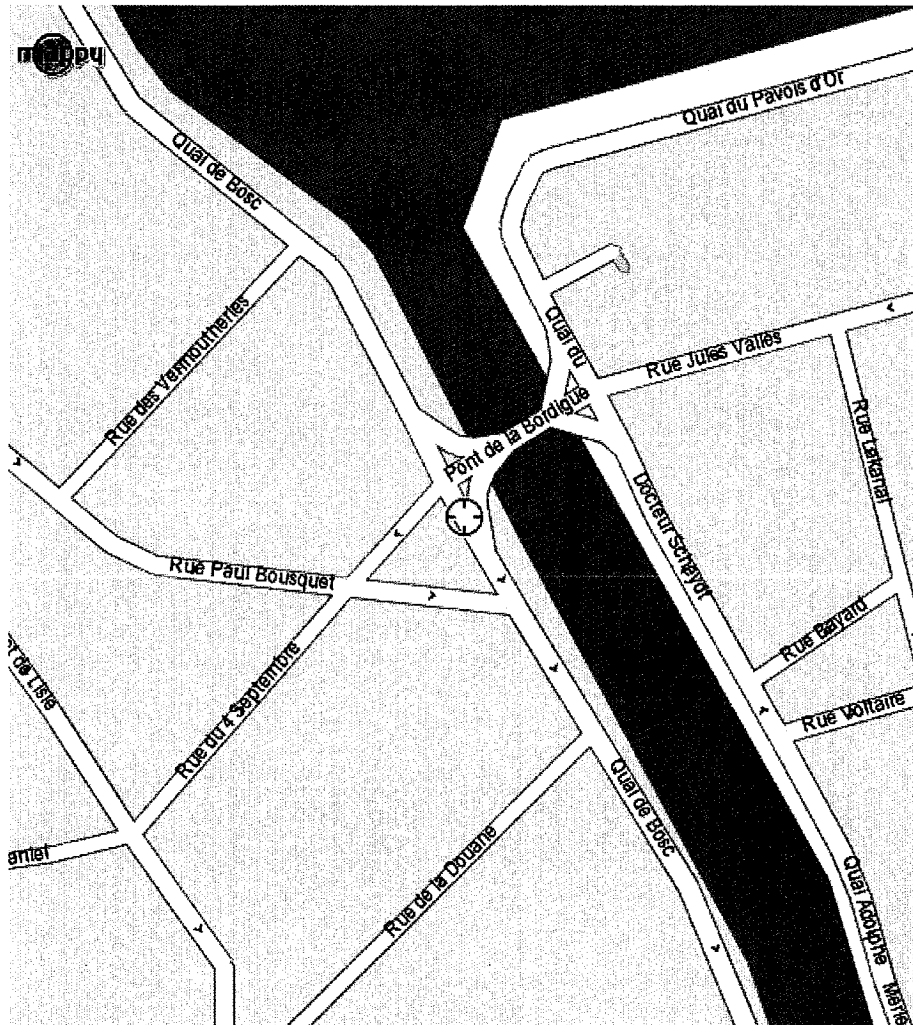 mappy
Quai du Pavois d'Or
Quai de Bosc
Rue des Vermoutheries
Quai du
Rue Jules Vallès
Pont de la Bordigue
Rue Lakanal
Docteur Scheydt
Rue Paul Bousquet
Rue Bayard
et de Lisle
Rue du 4 Septembre
Rue Voltaire
Quai de Bosc
Rue de la Douane
antel
Quai Adolphe